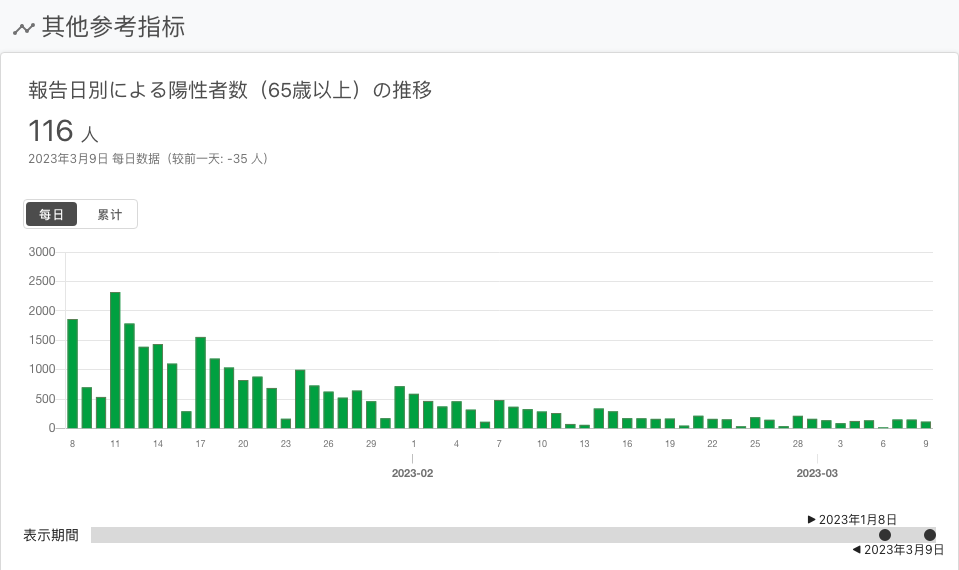 其他参考指标
報告日別による陽性者数（65歳以上）の推移
116 人
2023年3月9日 每日数据（较前一天: -35 人）
每日 累计
3000
2500
2000
1500
1000
500
0
8 11 14 17 20 23 26 29 1 4 7 10 13 16 19 22 25 28 3 6 9
2023-02 2023-03
2023年1月8日
表示期間
2023年3月9日